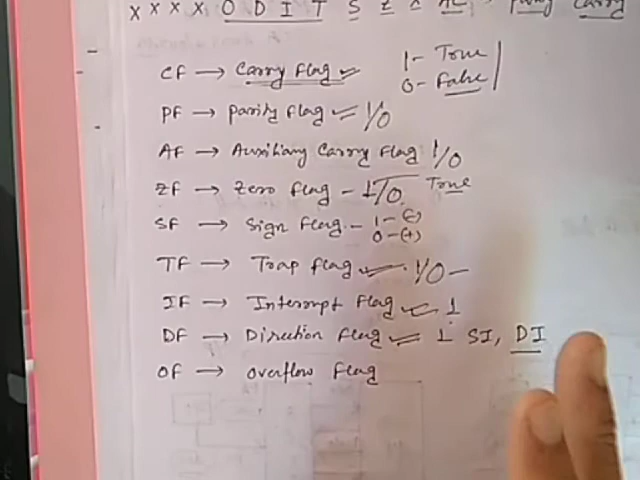 X X X X O D I T S Z X AC - Carry
CF → Carry flag 1 - True
0 - False
PF → Parity flag 1/0
AF → Auxiliary Carry flag 1/0
ZF → Zero flag - 1/0 True
SF → Sign flag - 1 - (-)
0 - (+)
TF → Trap flag 1/0 -
IF → Interrupt flag 1
DF → Direction flag 1 SI, DI
OF → overflow flag